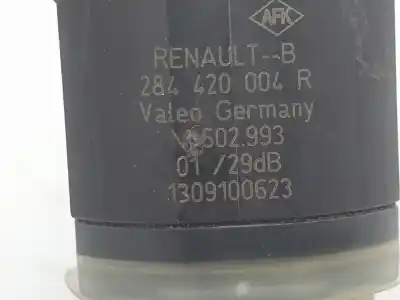 AFK
RENAULT--B
284 420 004 R
Valeo Germany
502.993
01 /29dB
1309100623